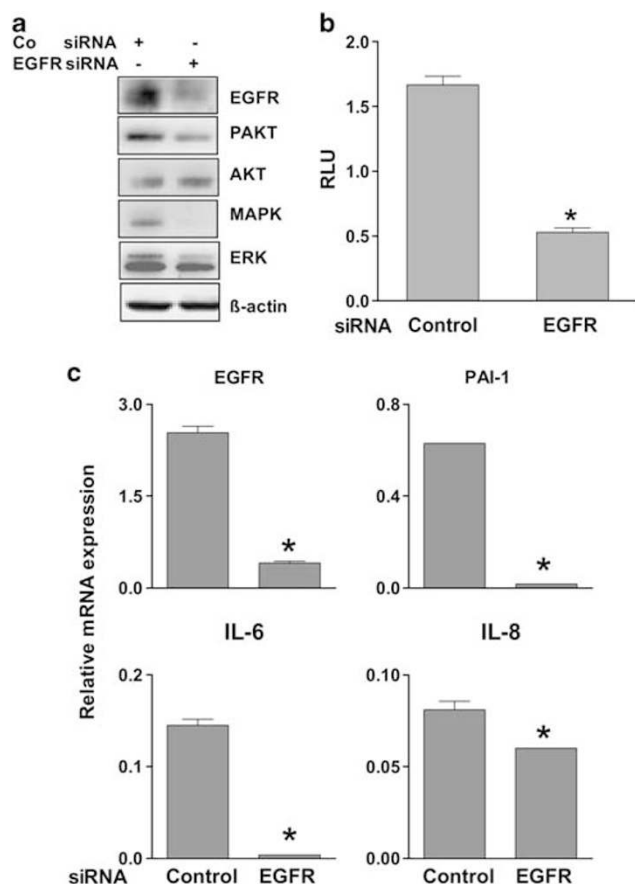 a
Co siRNA + -
EGFR siRNA - +
EGFR
PAKT
AKT
MAPK
ERK
ß-actin
b
2.0
1.5
1.0
0.5
0.0
RLU
*
siRNA Control EGFR
c
Relative mRNA expression
EGFR
3.0
1.5
0.0
*
PAI-1
0.8
0.4
0.0
*
IL-6
0.2
0.1
0.0
*
IL-8
0.10
0.05
0.00
*
siRNA Control EGFR Control EGFR